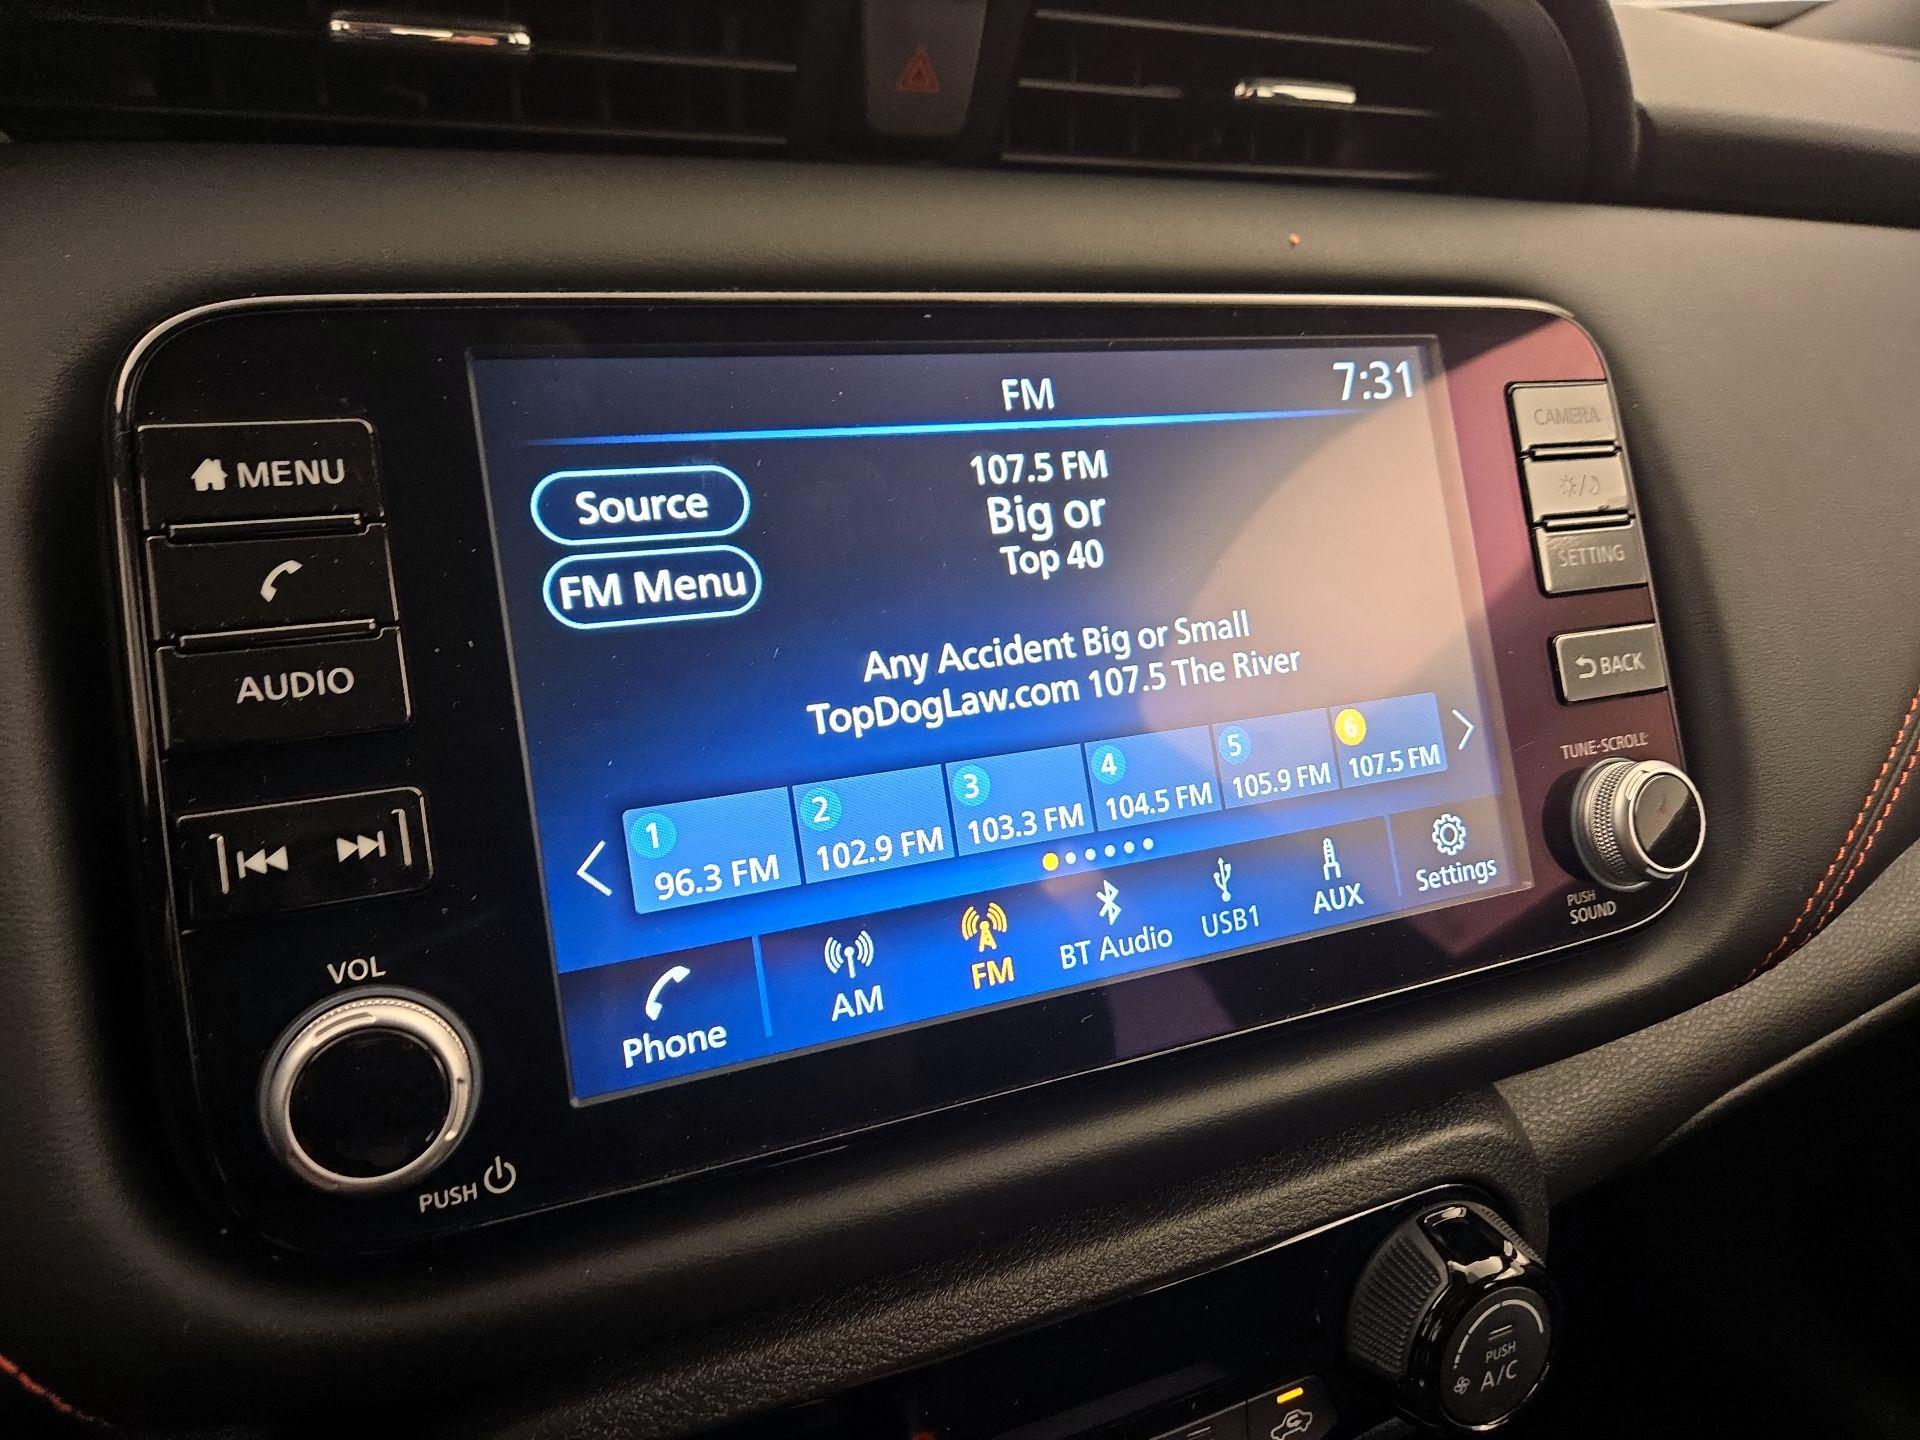 FM
7:31
MENU
AUDIO
VOL
PUSH
Source
FM Menu
107.5 FM
Big or
Top 40
Any Accident Big or Small
TopDogLaw.com 107.5 The River
1
96.3 FM
2
102.9 FM
3
103.3 FM
4
104.5 FM
5
105.9 FM
6
107.5 FM
Phone
AM
FM
BT Audio
USB1
AUX
Settings
CAMERA
SETTING
BACK
TUNE·SCROLL
PUSH
SOUND
PUSH
A/C